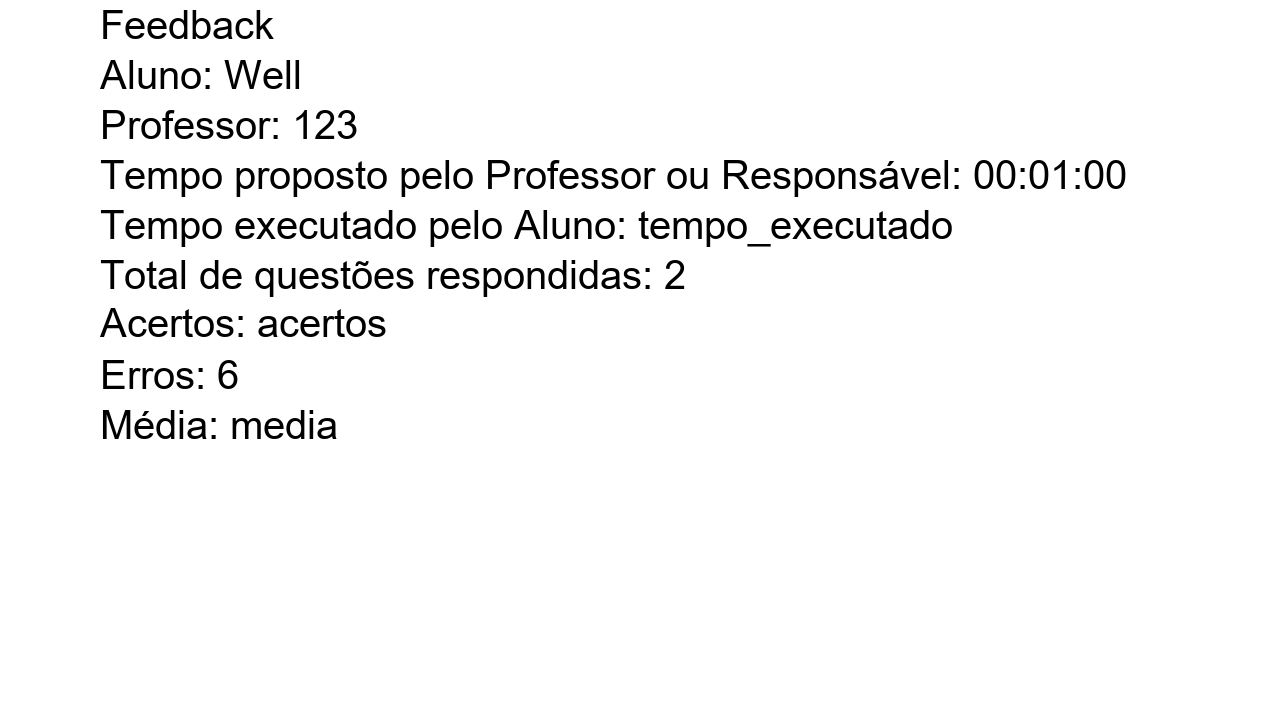 Feedback
Aluno: Well
Professor: 123
Tempo proposto pelo Professor ou Responsável: 00:01:00
Tempo executado pelo Aluno: tempo_executado
Total de questões respondidas: 2
Acertos: acertos
Erros: 6
Média: media